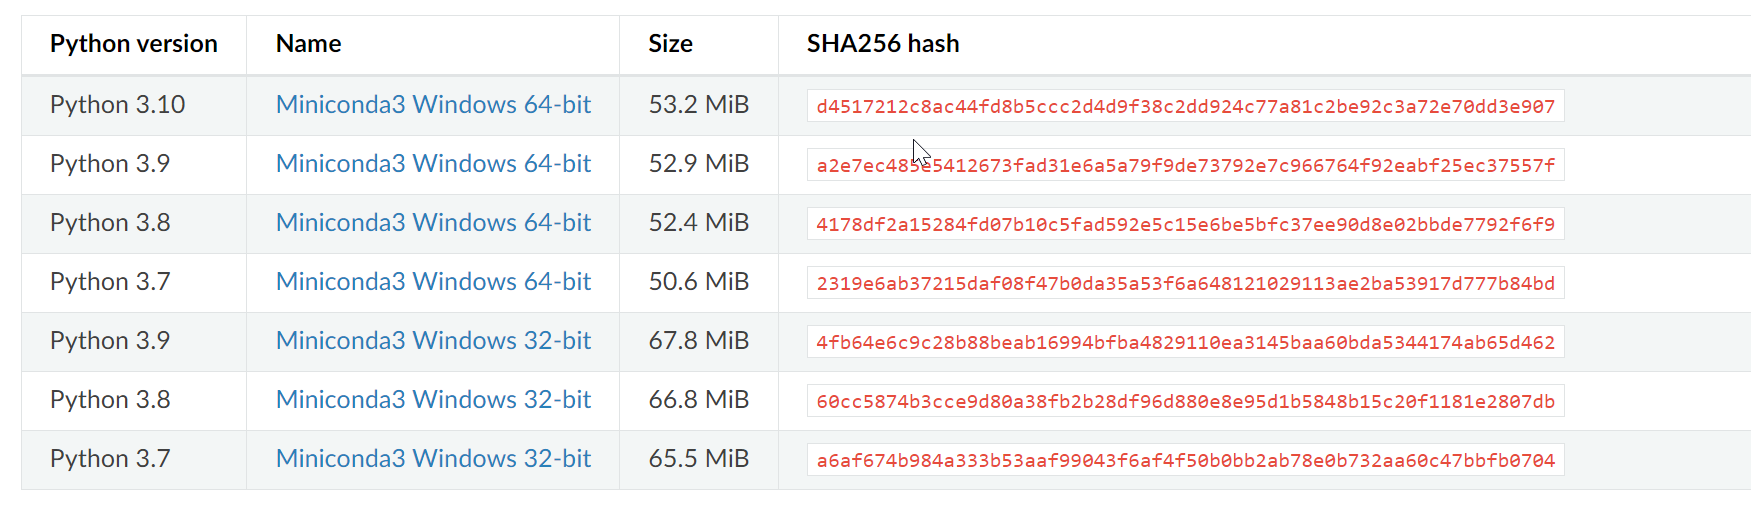 Python version Name Size SHA256 hash
Python 3.10 Miniconda3 Windows 64-bit 53.2 MiB d4517212c8ac44fd8b5ccc2d4d9f38c2dd924c77a81c2be92c3a72e70dd3e907
Python 3.9 Miniconda3 Windows 64-bit 52.9 MiB a2e7ec485e5412673fad31e6a5a79f9de73792e7c966764f92eabf25ec37557f
Python 3.8 Miniconda3 Windows 64-bit 52.4 MiB 4178df2a15284fd07b10c5fad592e5c15e6be5bfc37ee90d8e02bbde7792f6f9
Python 3.7 Miniconda3 Windows 64-bit 50.6 MiB 2319e6ab37215daf08f47b0da35a53f6a648121029113ae2ba53917d777b84bd
Python 3.9 Miniconda3 Windows 32-bit 67.8 MiB 4fb64e6c9c28b88beab16994bfba4829110ea3145baa60bda5344174ab65d462
Python 3.8 Miniconda3 Windows 32-bit 66.8 MiB 60cc5874b3cce9d80a38fb2b28df96d880e8e95d1b5848b15c20f1181e2807db
Python 3.7 Miniconda3 Windows 32-bit 65.5 MiB a6af674b984a333b53aaf99043f6af4f50b0bb2ab78e0b732aa60c47bbfb0704